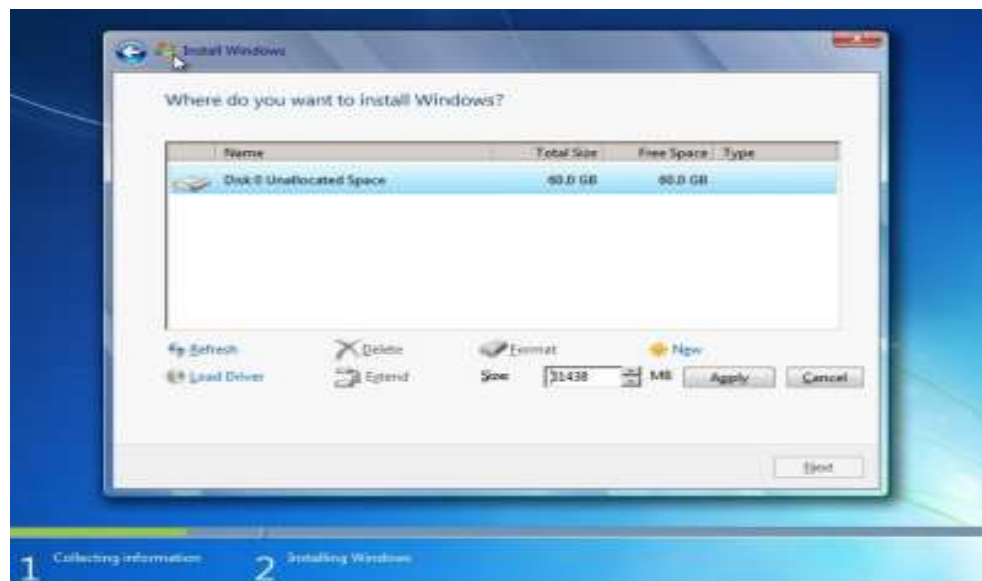 Install Windows
Where do you want to install Windows?
Name Total Size Free Space Type
Disk 0 Unallocated Space 60.0 GB 60.0 GB
Refresh Delete Format New
Load Driver Extend Size: 31438 MB Apply Cancel
Next
1 Collecting information 2 Installing Windows